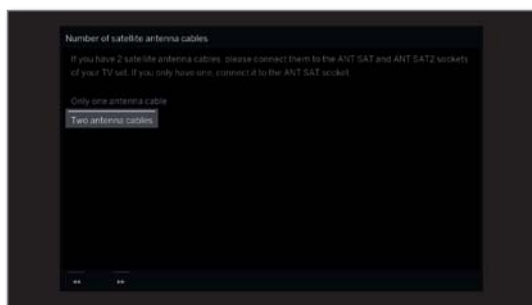 Number of satellite antenna cables
If you have 2 satellite antenna cables, please connect them to the ANT SAT and ANT SAT2 sockets
of your TV set. If you only have one, connect it to the ANT SAT socket.
Only one antenna cable
Two antenna cables